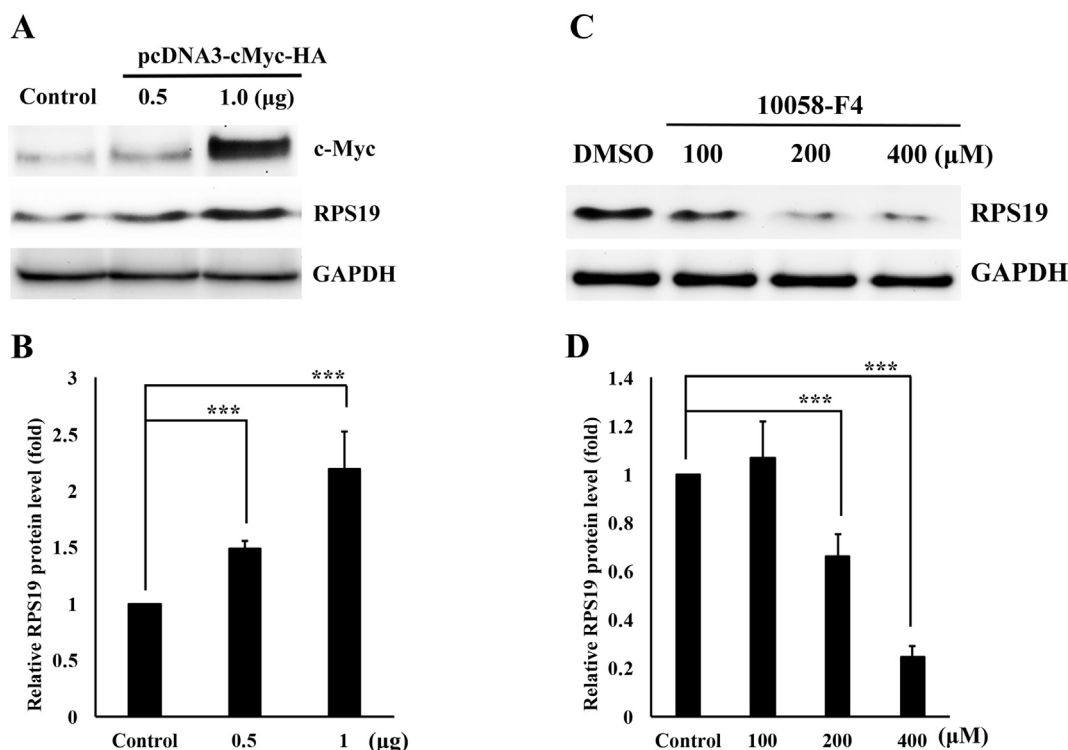 A
pcDNA3-cMyc-HA
Control 0.5 1.0 (μg)
c-Myc
RPS19
GAPDH
B
Relative RPS19 protein level (fold)
3
2.5
2
1.5
1
0.5
0
***
***
Control 0.5 1 (μg)
C
10058-F4
DMSO 100 200 400 (μM)
RPS19
GAPDH
D
Relative RPS19 protein level (fold)
1.4
1.2
1
0.8
0.6
0.4
0.2
0
***
***
Control 100 200 400 (μM)